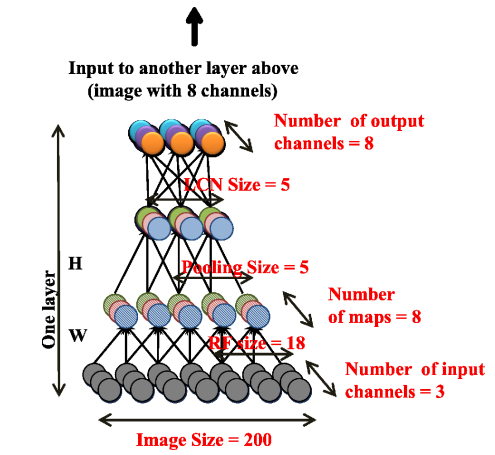 Input to another layer above
(image with 8 channels)
Number of output
channels = 8
LCN Size = 5
One layer
H
Pooling Size = 5
Number
of maps = 8
W
RF size = 18
Number of input
channels = 3
Image Size = 200